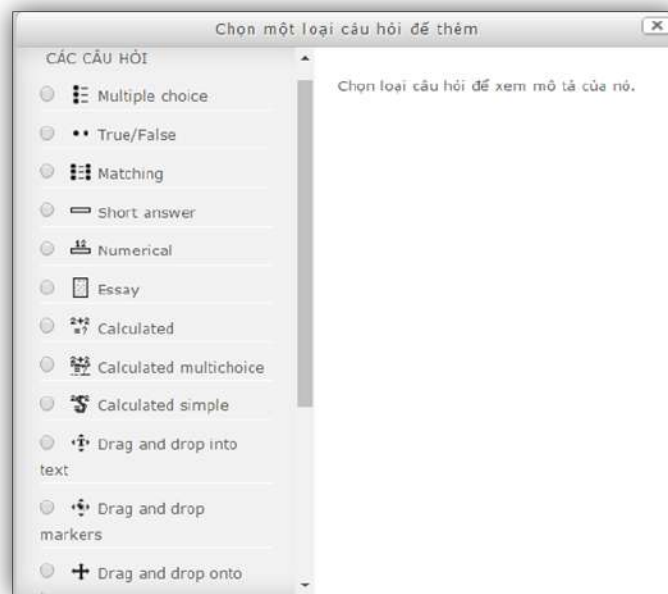 Chọn một loại câu hỏi để thêm
CÁC CÂU HỎI
Multiple choice
True/False
Matching
Short answer
Numerical
Essay
Calculated
Calculated multichoice
Calculated simple
Drag and drop into
text
Drag and drop
markers
Drag and drop onto
Chọn loại câu hỏi để xem mô tả của nó.